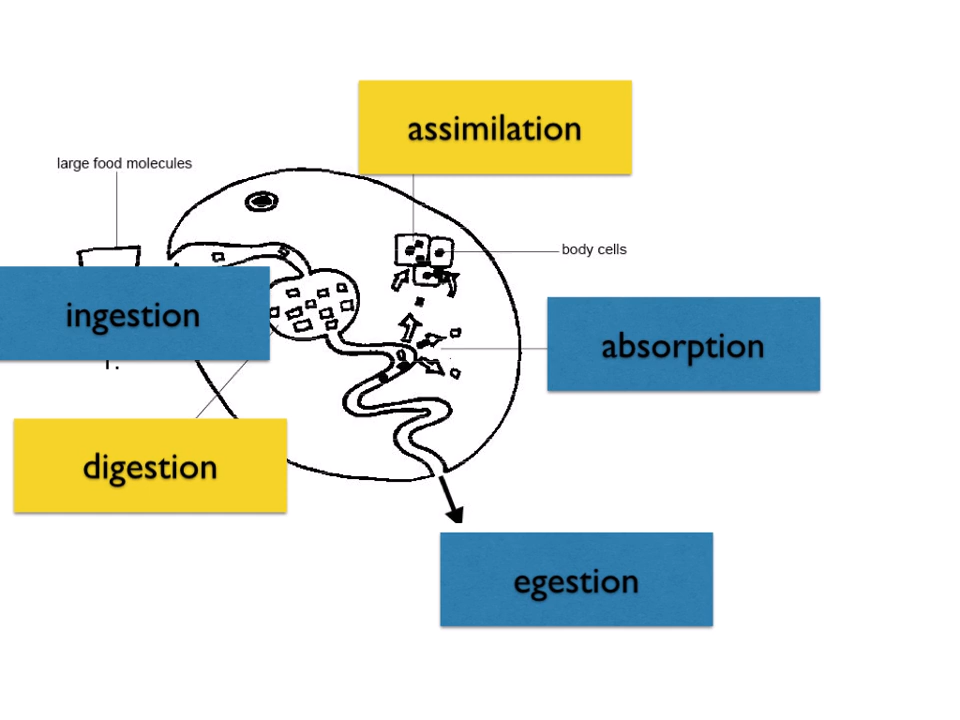 assimilation
large food molecules
body cells
ingestion
absorption
digestion
egestion